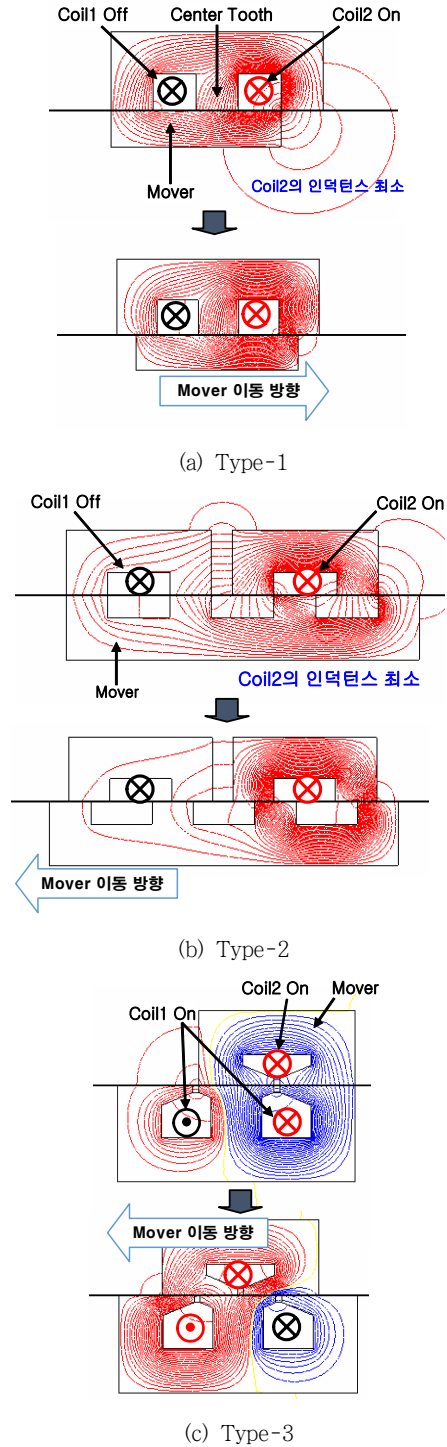 Coil1 Off
Center Tooth
Coil2 On
Mover
Coil2의 인덕턴스 최소
Mover 이동 방향
(a) Type-1
Coil1 Off
Coil2 On
Mover
Coil2의 인덕턴스 최소
Mover 이동 방향
(b) Type-2
Coil2 On
Mover
Coil1 On
Mover 이동 방향
(c) Type-3